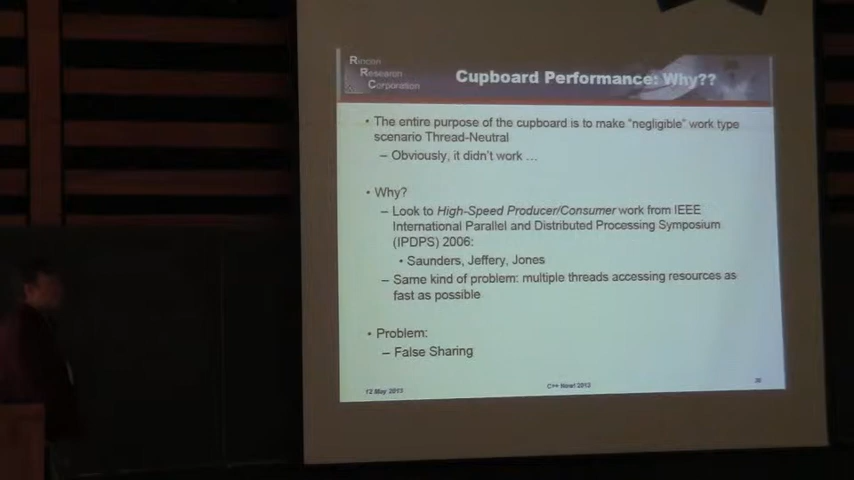 Rincon
Research
Corporation
Cupboard Performance: Why??
• The entire purpose of the cupboard is to make "negligible" work type
scenario Thread-Neutral
– Obviously, it didn't work ...
• Why?
– Look to High-Speed Producer/Consumer work from IEEE
International Parallel and Distributed Processing Symposium
(IPDPS) 2006:
• Saunders, Jeffery, Jones
– Same kind of problem: multiple threads accessing resources as
fast as possible
• Problem:
– False Sharing
12 May 2013
C++ Now! 2013